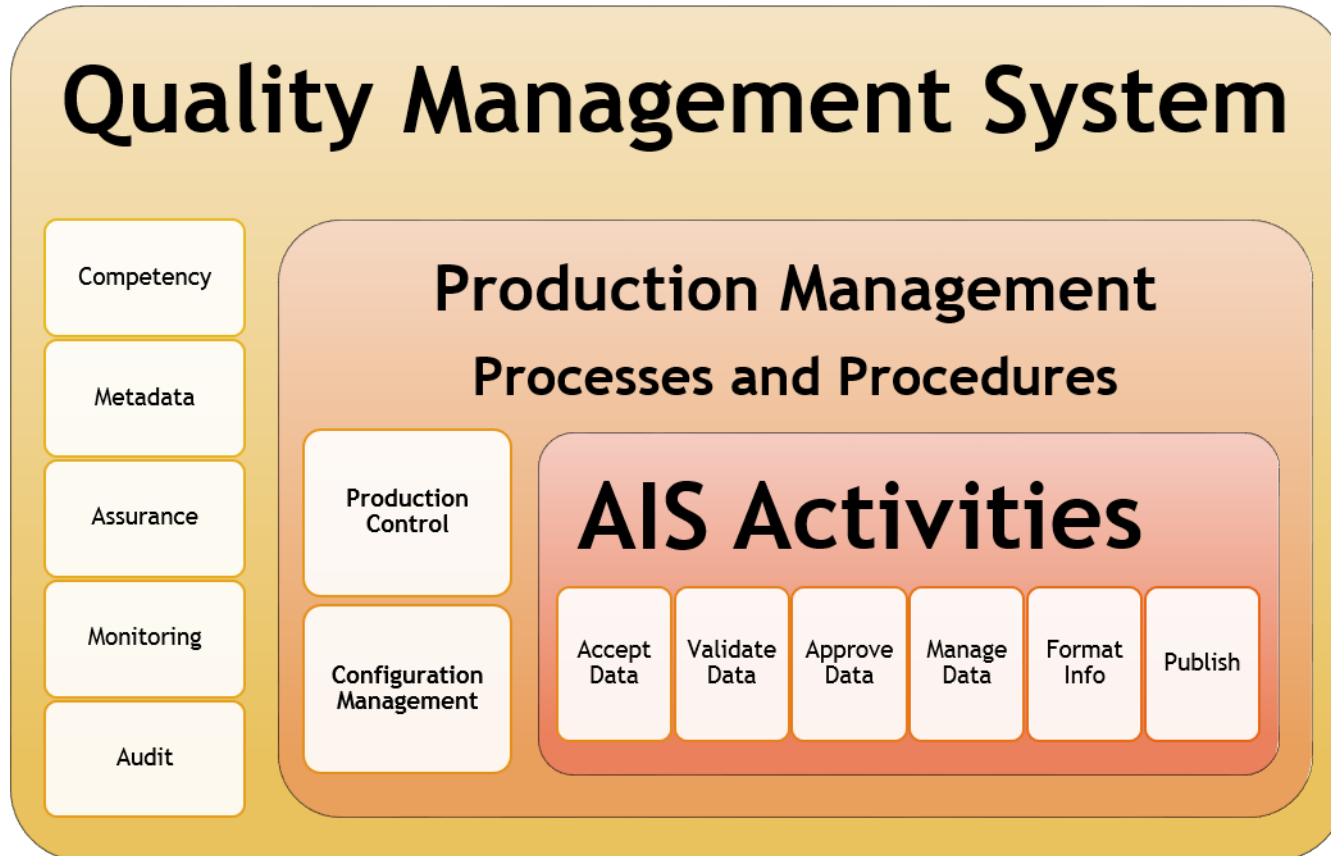 Quality Management System
Competency
Metadata
Assurance
Monitoring
Audit
Production Management
Processes and Procedures
Production
Control
Configuration
Management
AIS Activities
Accept
Data
Validate
Data
Approve
Data
Manage
Data
Format
Info
Publish